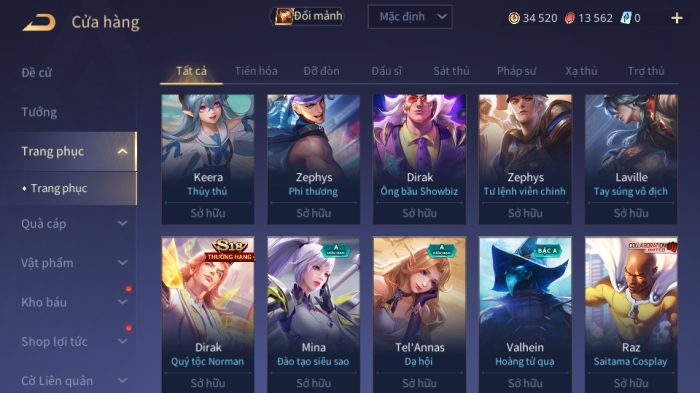 Cửa hàng
Đổi mảnh
Mặc định
34 520
13 562
0
Đề cử
Tướng
Trang phục
Trang phục
Quà cáp
Vật phẩm
Kho báu
Shop lợi tức
Cờ Liên quân
Tất cả
Tiến hóa
Đỡ đòn
Đấu sĩ
Sát thủ
Pháp sư
Xạ thủ
Trợ thủ
Keera
Thủy thủ
Sở hữu
Zephys
Phi thương
Sở hữu
Dirak
Ông bầu Showbiz
Sở hữu
Zephys
Tư lệnh viễn chinh
Sở hữu
Laville
Tay súng vô địch
Sở hữu
S18
THƯỞNG HẠNG
Dirak
Quý tộc Norman
Sở hữu
A
Mina
Đào tạo siêu sao
Sở hữu
A
Tel'Annas
Dạ hội
Sở hữu
BẬC A
Valhein
Hoàng tử quạ
Sở hữu
COLLABORATION
LIMITED
Raz
Saitama Cosplay
Sở hữu